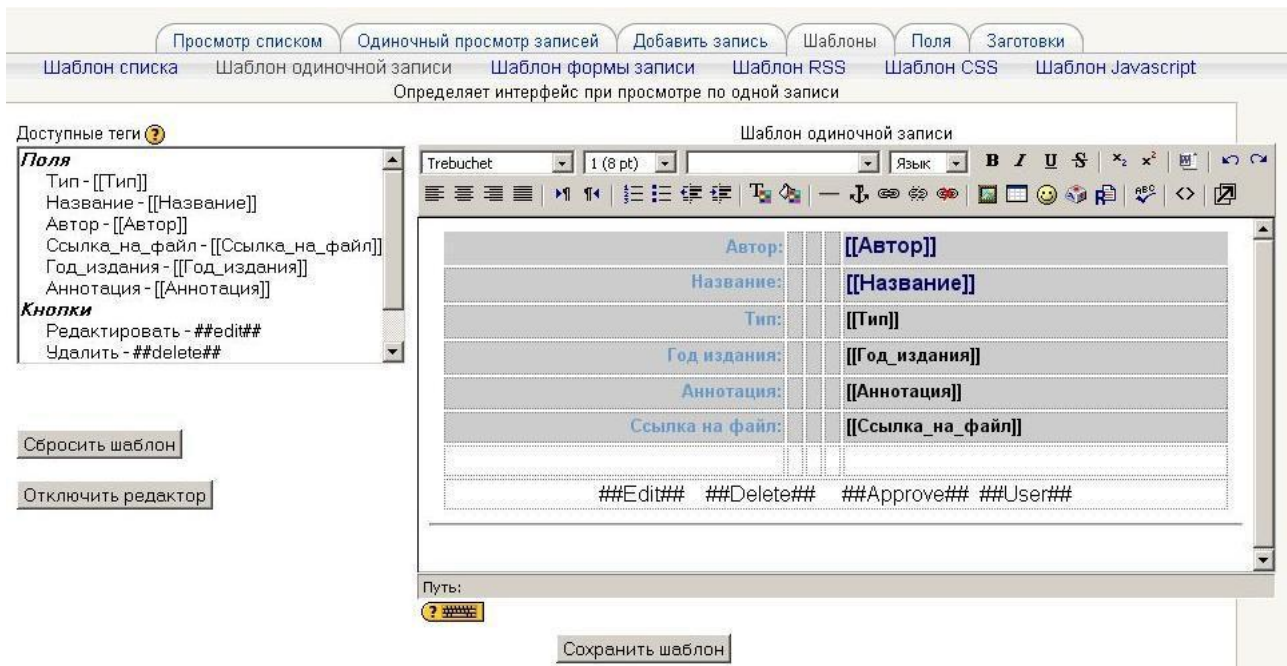 Просмотр списком Одиночный просмотр записей Добавить запись Шаблоны Поля Заготовки
Шаблон списка Шаблон одиночной записи Шаблон формы записи Шаблон RSS Шаблон CSS Шаблон Javascript
Определяет интерфейс при просмотре по одной записи
Доступные теги ?
Поля
Тип - [[Тип]]
Название - [[Название]]
Автор - [[Автор]]
Ссылка_на_файл - [[Ссылка_на_файл]]
Год_издания - [[Год_издания]]
Аннотация - [[Аннотация]]
Кнопки
Редактировать - ##edit##
Удалить - ##delete##
Сбросить шаблон
Отключить редактор
Шаблон одиночной записи
Trebuchet 1 (8 pt) Язык B I U S x₂ x²
ABC
Автор: [[Автор]]
Название: [[Название]]
Тип: [[Тип]]
Год издания: [[Год_издания]]
Аннотация: [[Аннотация]]
Ссылка на файл: [[Ссылка_на_файл]]
##Edit## ##Delete## ##Approve## ##User##
Путь:
?
Сохранить шаблон